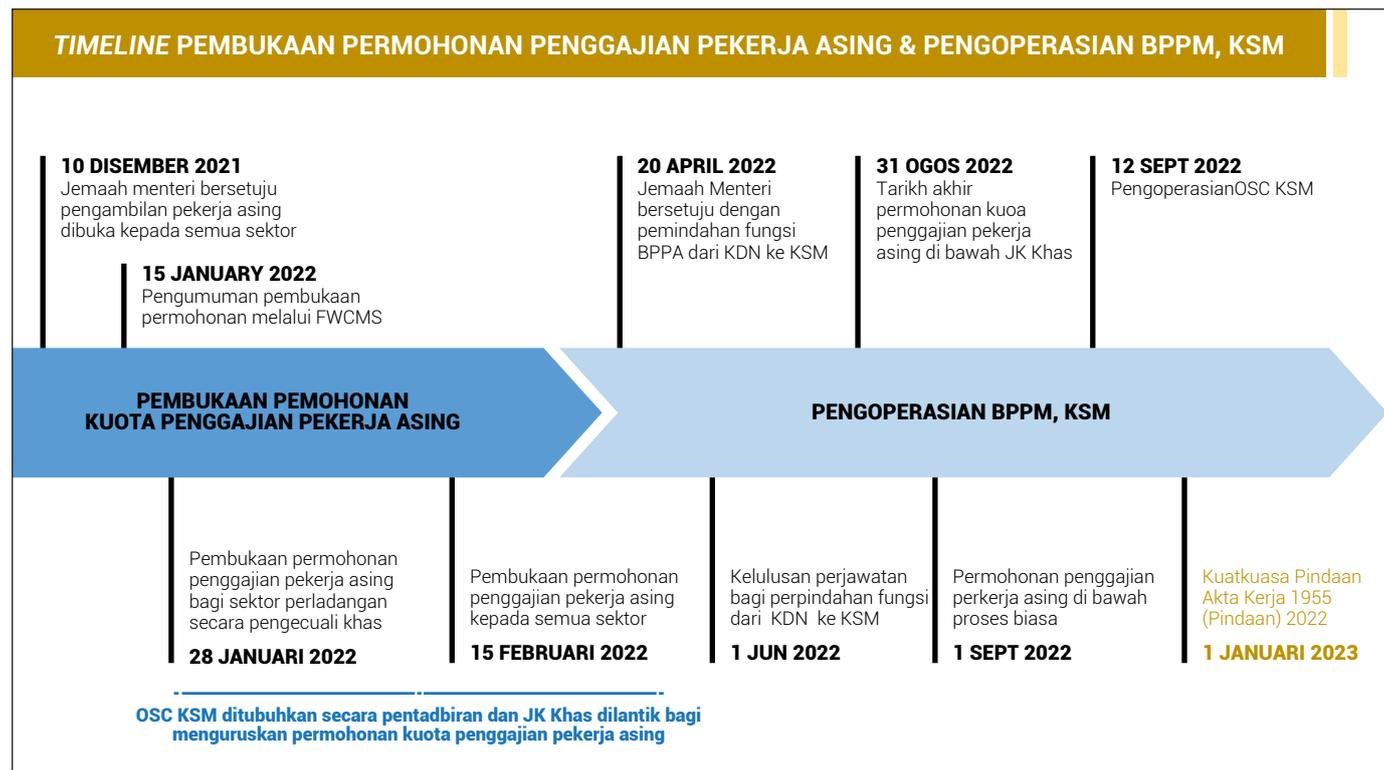 TIMELINE PEMBUKAAN PERMOHONAN PENGGAJIAN PEKERJA ASING & PENGOPERASIAN BPPM, KSM
10 DISEMBER 2021
Jemaah menteri bersetuju
pengambilan pekerja asing
dibuka kepada semua sektor
15 JANUARY 2022
Pengumuman pembukaan
permohonan melalui FWCMS
20 APRIL 2022
Jemaah Menteri
bersetuju dengan
pemindahan fungsi
BPPA dari KDN ke KSM
31 OGOS 2022
Tarikh akhir
permohonan kuoa
penggajian pekerja
asing di bawah JK Khas
12 SEPT 2022
PengoperasianOSC KSM
PEMBUKAAN PEMOHONAN
KUOTA PENGGAJIAN PEKERJA ASING
PENGOPERASIAN BPPM, KSM
Pembukaan permohonan
penggajian pekerja asing
bagi sektor perladangan
secara pengecuali khas
28 JANUARI 2022
Pembukaan permohonan
penggajian pekerja asing
kepada semua sektor
15 FEBRUARI 2022
Kelulusan perjawatan
bagi perpindahan fungsi
dari KDN ke KSM
1 JUN 2022
Permohonan penggajian
perkerja asing di bawah
proses biasa
1 SEPT 2022
Kuatkuasa Pindaan
Akta Kerja 1955
(Pindaan) 2022
1 JANUARI 2023
OSC KSM ditubuhkan secara pentadbiran dan JK Khas dilantik bagi
menguruskan permohonan kuota penggajian pekerja asing